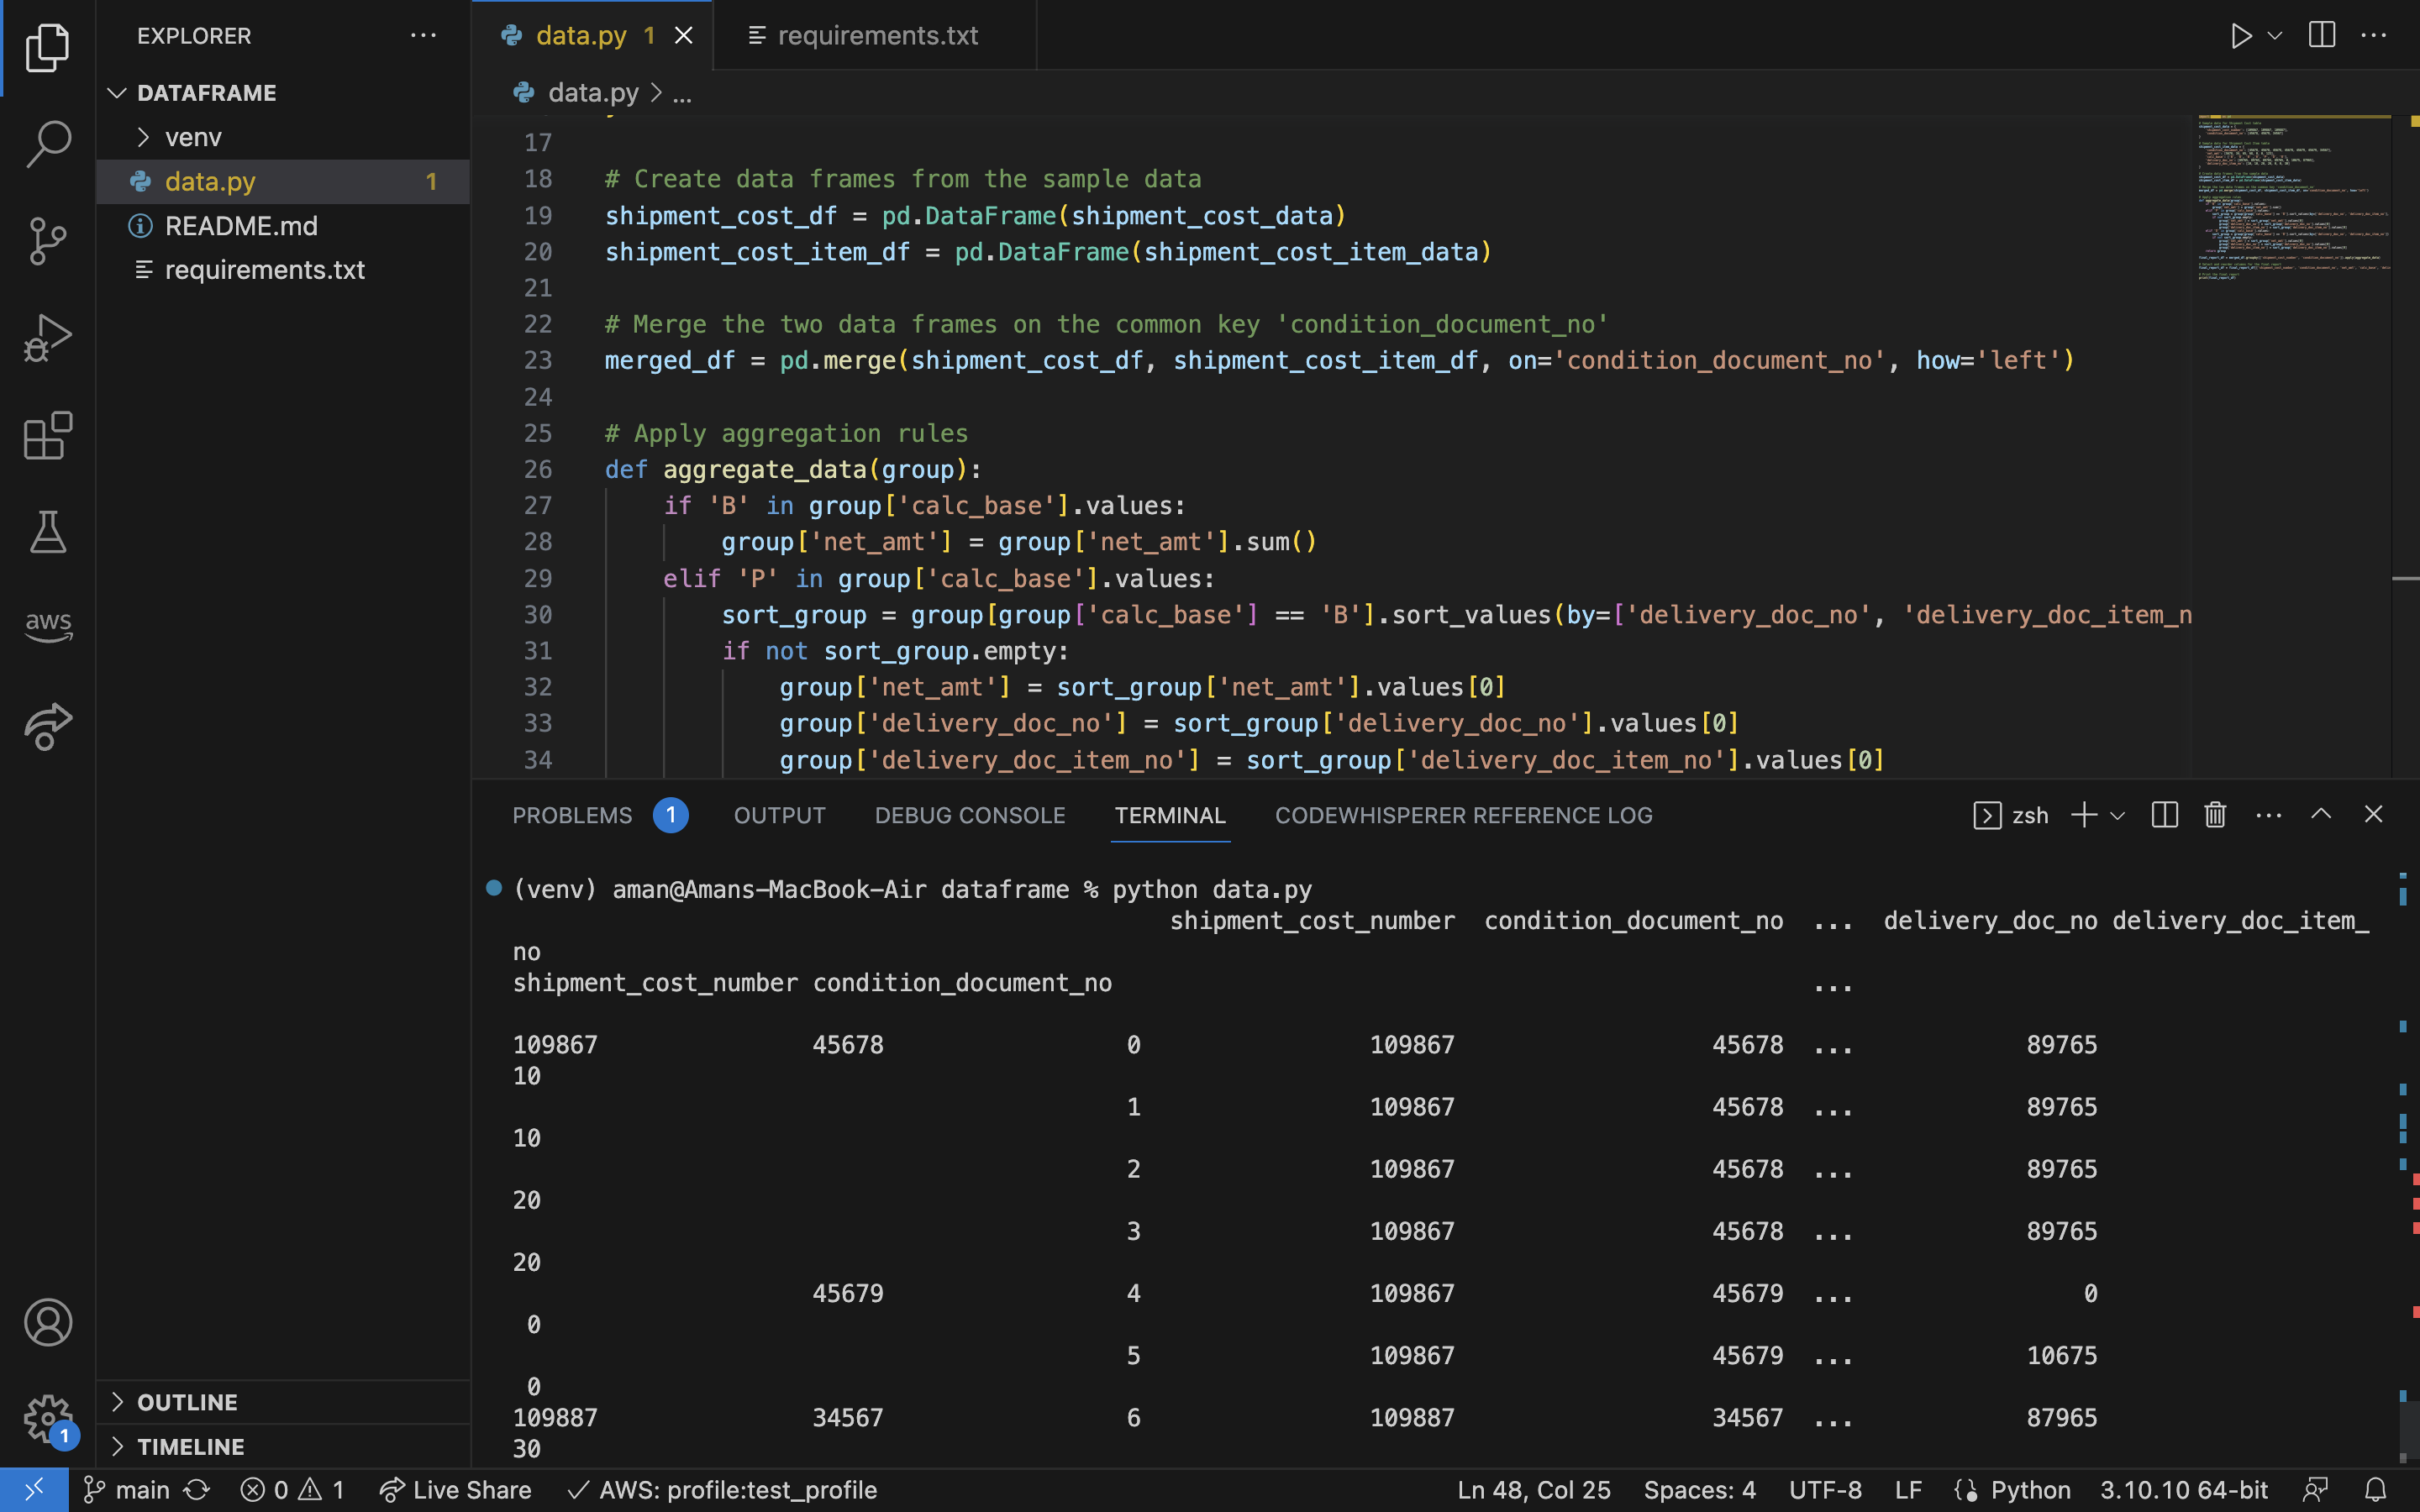 EXPLORER
DATAFRAME
venv
data.py 1
README.md
requirements.txt
OUTLINE
TIMELINE
aws
1
data.py 1
requirements.txt
data.py > ...
17
18 # Create data frames from the sample data
19 shipment_cost_df = pd.DataFrame(shipment_cost_data)
20 shipment_cost_item_df = pd.DataFrame(shipment_cost_item_data)
21
22 # Merge the two data frames on the common key 'condition_document_no'
23 merged_df = pd.merge(shipment_cost_df, shipment_cost_item_df, on='condition_document_no', how='left')
24
25 # Apply aggregation rules
26 def aggregate_data(group):
27 if 'B' in group['calc_base'].values:
28 group['net_amt'] = group['net_amt'].sum()
29 elif 'P' in group['calc_base'].values:
30 sort_group = group[group['calc_base'] == 'B'].sort_values(by=['delivery_doc_no', 'delivery_doc_item_n
31 if not sort_group.empty:
32 group['net_amt'] = sort_group['net_amt'].values[0]
33 group['delivery_doc_no'] = sort_group['delivery_doc_no'].values[0]
34 group['delivery_doc_item_no'] = sort_group['delivery_doc_item_no'].values[0]
PROBLEMS 1 OUTPUT DEBUG CONSOLE TERMINAL CODEWHISPERER REFERENCE LOG zsh
(venv) aman@Amans-MacBook-Air dataframe % python data.py
shipment_cost_number condition_document_no ... delivery_doc_no delivery_doc_item_
no
shipment_cost_number condition_document_no ...
109867 45678 0 109867 45678 ... 89765
10
1 109867 45678 ... 89765
10
2 109867 45678 ... 89765
20
3 109867 45678 ... 89765
20
45679 4 109867 45679 ... 0
0
5 109867 45679 ... 10675
0
109887 34567 6 109887 34567 ... 87965
30
main 0 1 Live Share AWS: profile:test_profile Ln 48, Col 25 Spaces: 4 UTF-8 LF Python 3.10.10 64-bit